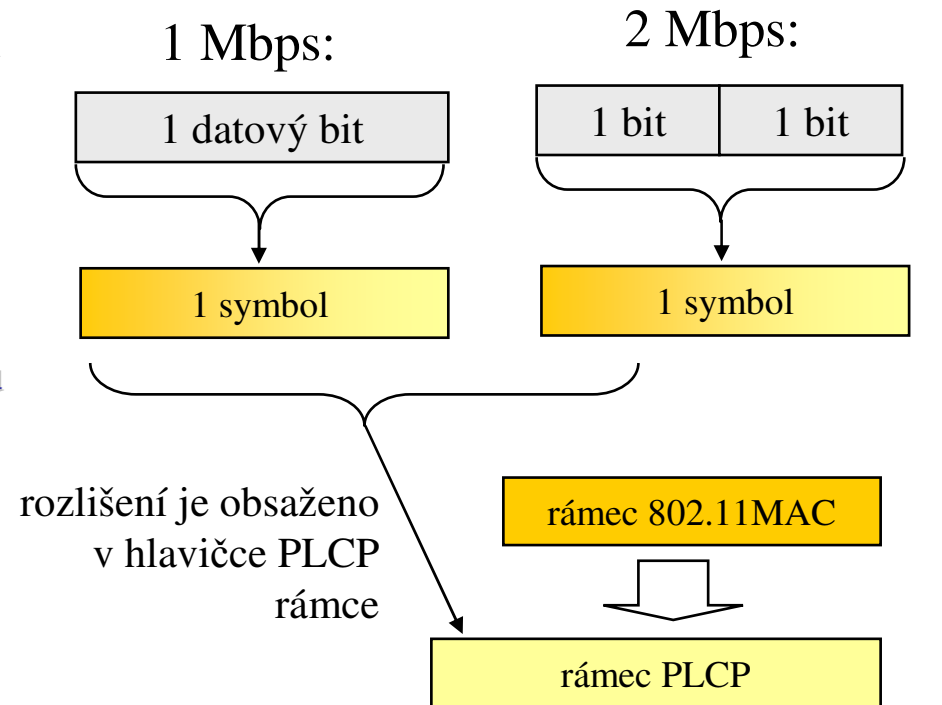 1 Mbps:
2 Mbps:
1 datový bit
1 bit
1 bit
1 symbol
1 symbol
rozlišení je obsaženo
v hlavičce PLCP
rámce
rámec 802.11MAC
rámec PLCP